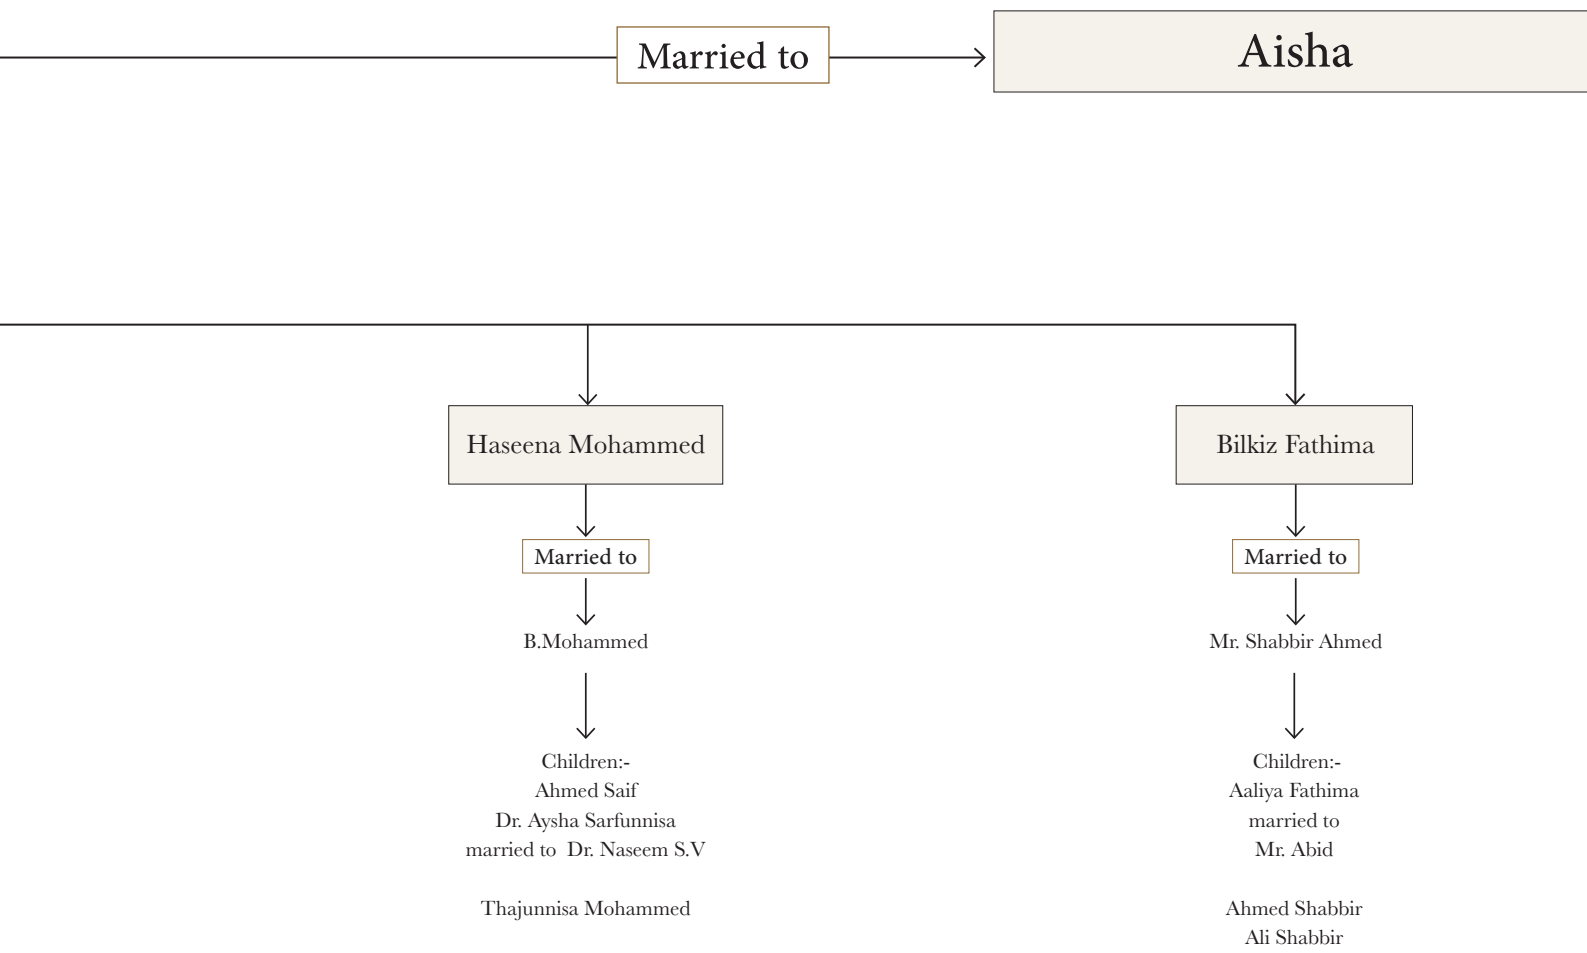 Married to
Aisha
Haseena Mohammed
Married to
B.Mohammed
Children:-
Ahmed Saif
Dr. Aysha Sarfunnisa
married to  Dr. Naseem S.V
Thajunnisa Mohammed
Bilkiz Fathima
Married to
Mr. Shabbir Ahmed
Children:-
Aaliya Fathima
married to
Mr. Abid
Ahmed Shabbir
Ali Shabbir